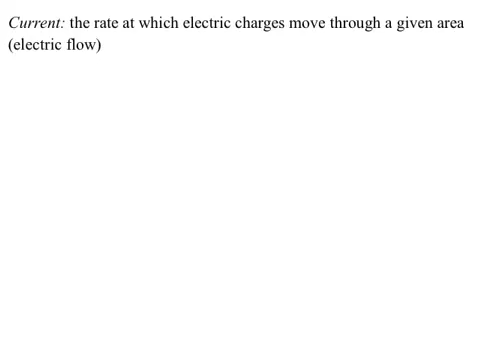 Current: the rate at which electric charges move through a given area
(electric flow)